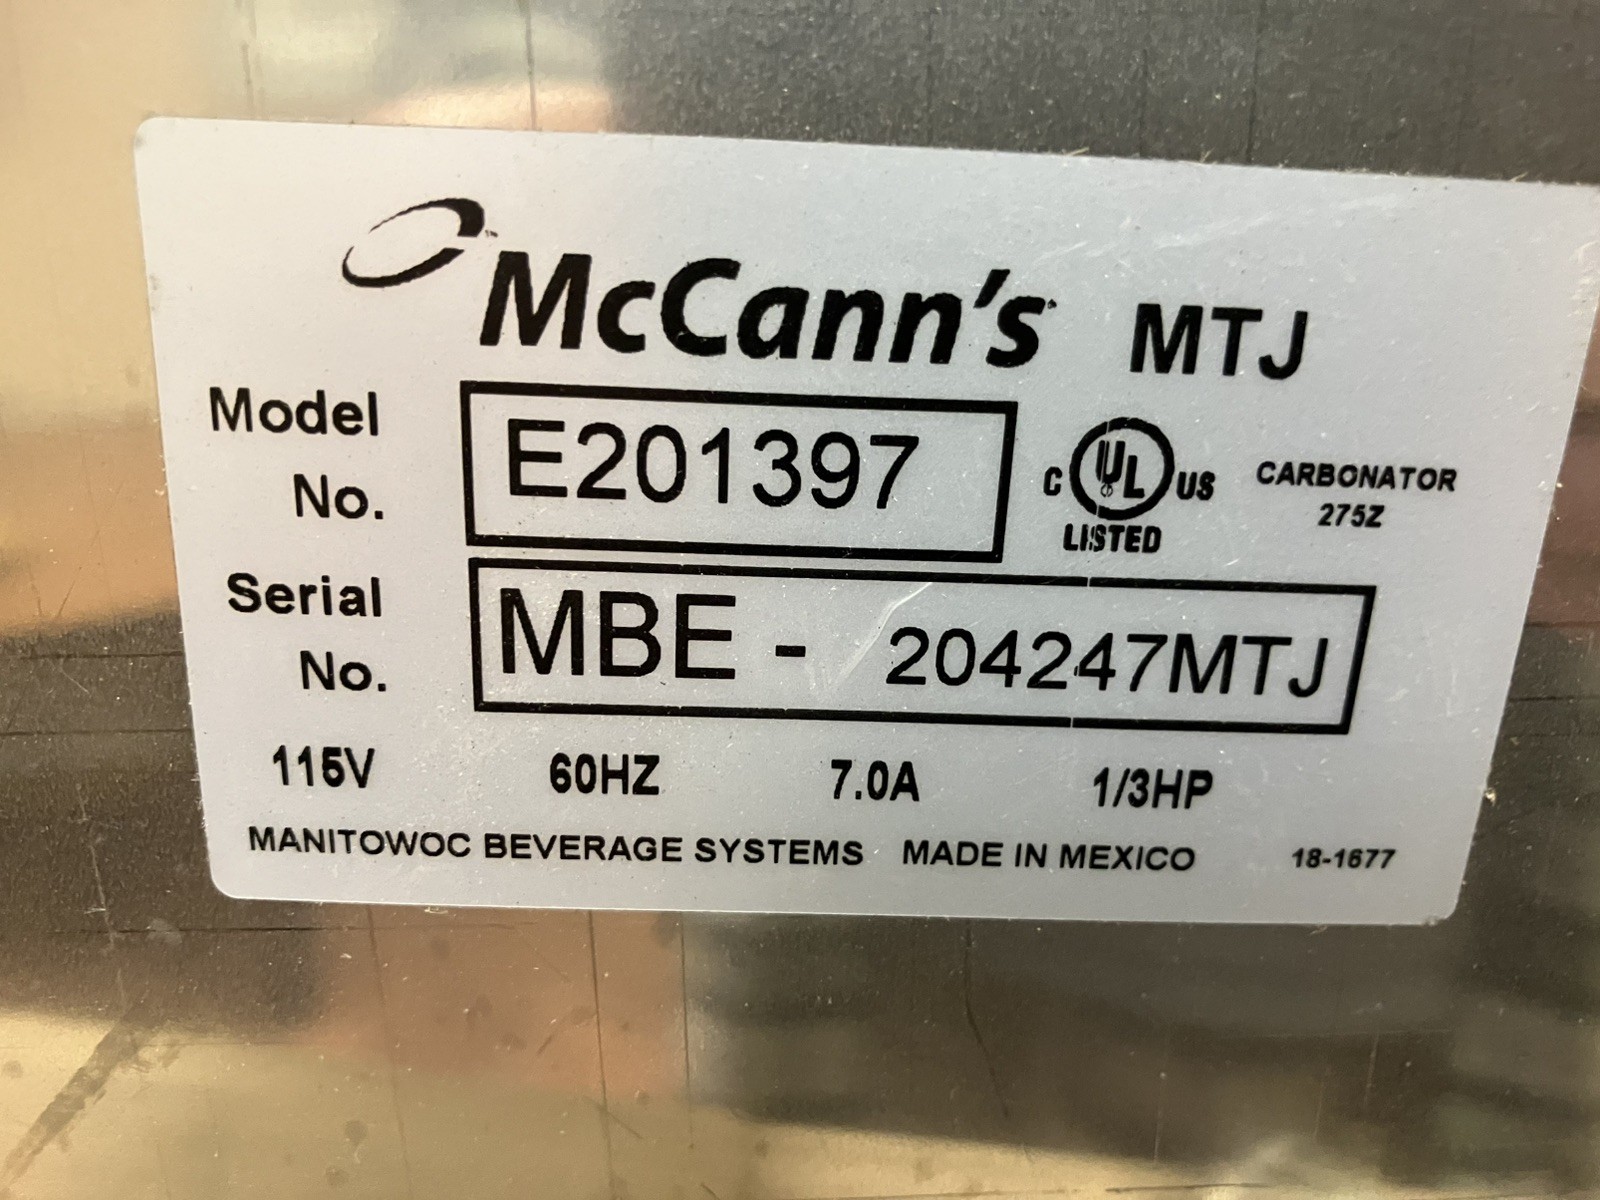 McCann's MTJ
Model No. E201397
C UL US LISTED
CARBONATOR
275Z
Serial No. MBE - 204247MTJ
115V 60HZ 7.0A 1/3HP
MANITOWOC BEVERAGE SYSTEMS MADE IN MEXICO 18-1677